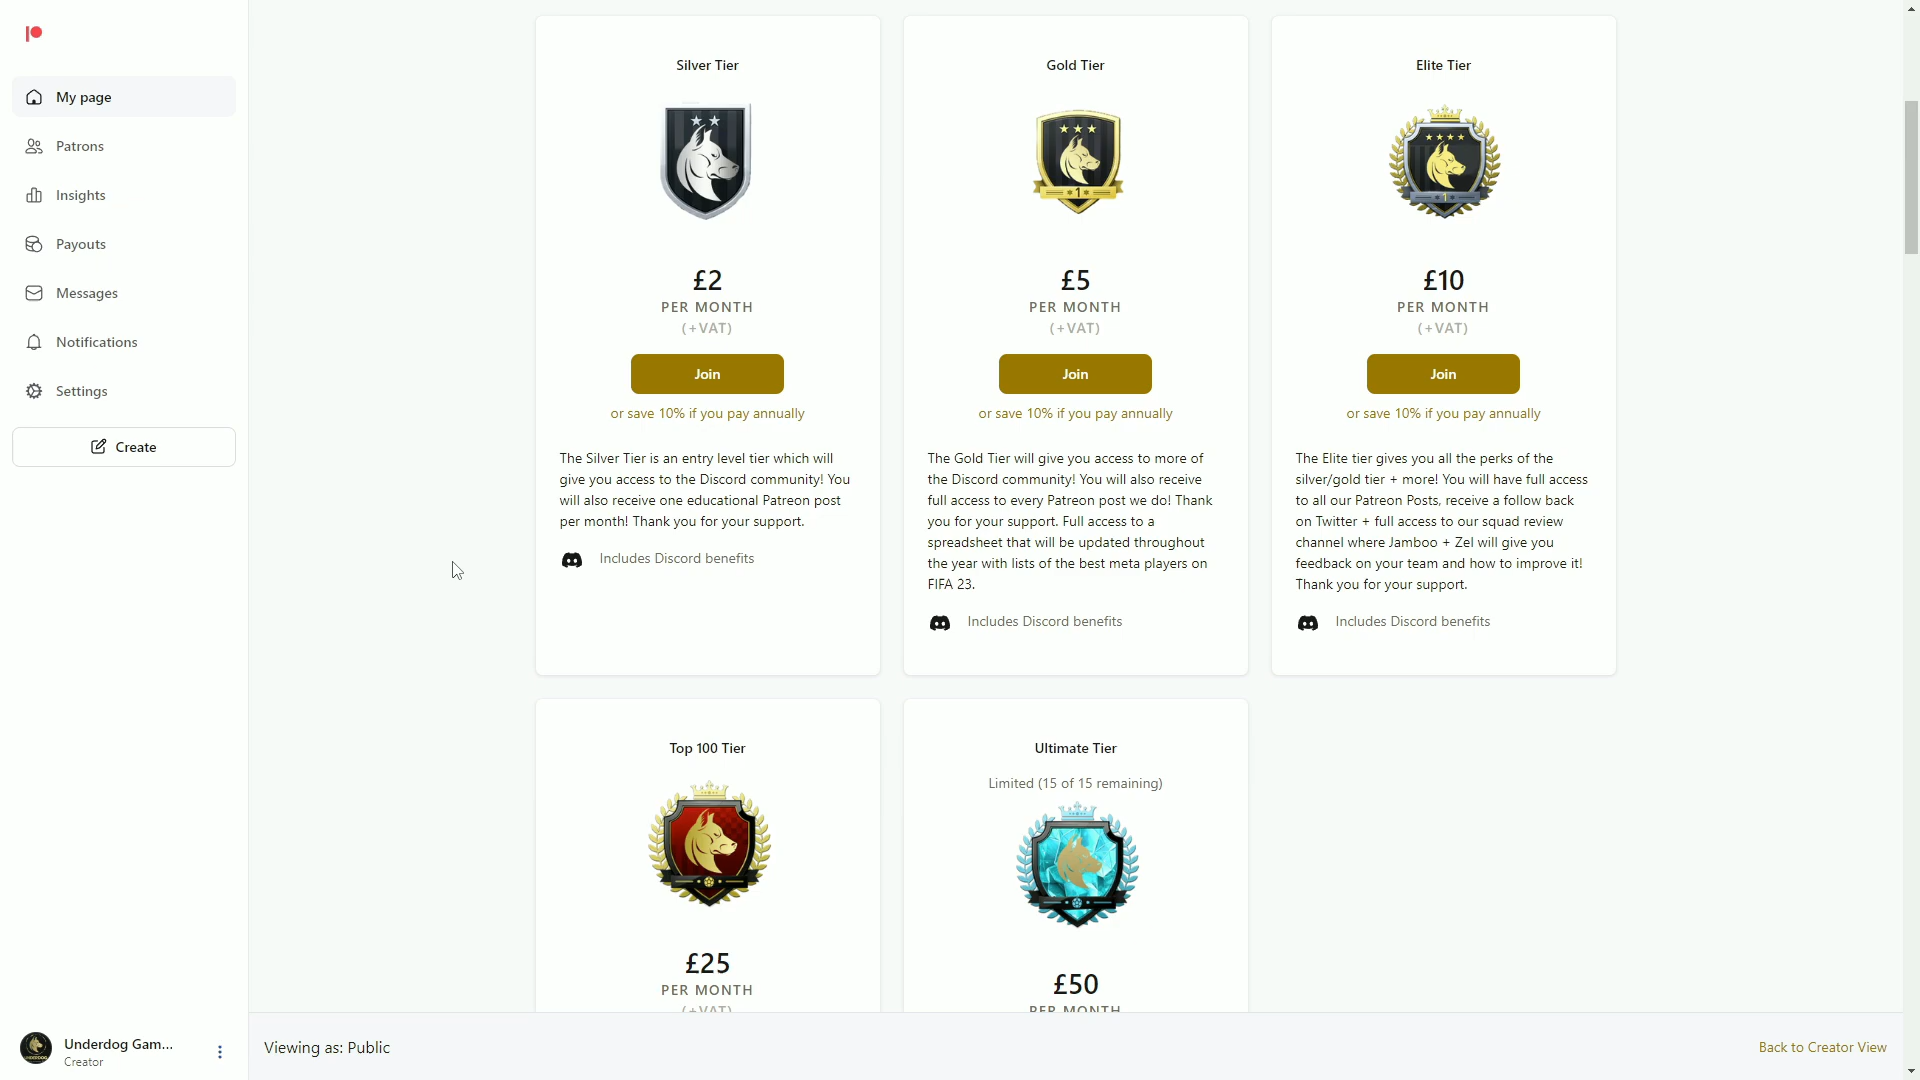 My page
Patrons
Insights
Payouts
Messages
Notifications
Settings
Create
Silver Tier
£2
PER MONTH
(+VAT)
Join
or save 10% if you pay annually
The Silver Tier is an entry level tier which will
give you access to the Discord community! You
will also receive one educational Patreon post
per month! Thank you for your support.
Includes Discord benefits
Gold Tier
1
£5
PER MONTH
(+VAT)
Join
or save 10% if you pay annually
The Gold Tier will give you access to more of
the Discord community! You will also receive
full access to every Patreon post we do! Thank
you for your support. Full access to a
spreadsheet that will be updated throughout
the year with lists of the best meta players on
FIFA 23.
Includes Discord benefits
Elite Tier
1
£10
PER MONTH
(+VAT)
Join
or save 10% if you pay annually
The Elite tier gives you all the perks of the
silver/gold tier + more! You will have full access
to all our Patreon Posts, receive a follow back
on Twitter + full access to our squad review
channel where Jamboo + Zel will give you
feedback on your team and how to improve it!
Thank you for your support.
Includes Discord benefits
Top 100 Tier
£25
PER MONTH
(+VAT)
Ultimate Tier
Limited (15 of 15 remaining)
£50
PER MONTH
Underdog Gam...
Creator
Viewing as: Public
Back to Creator View